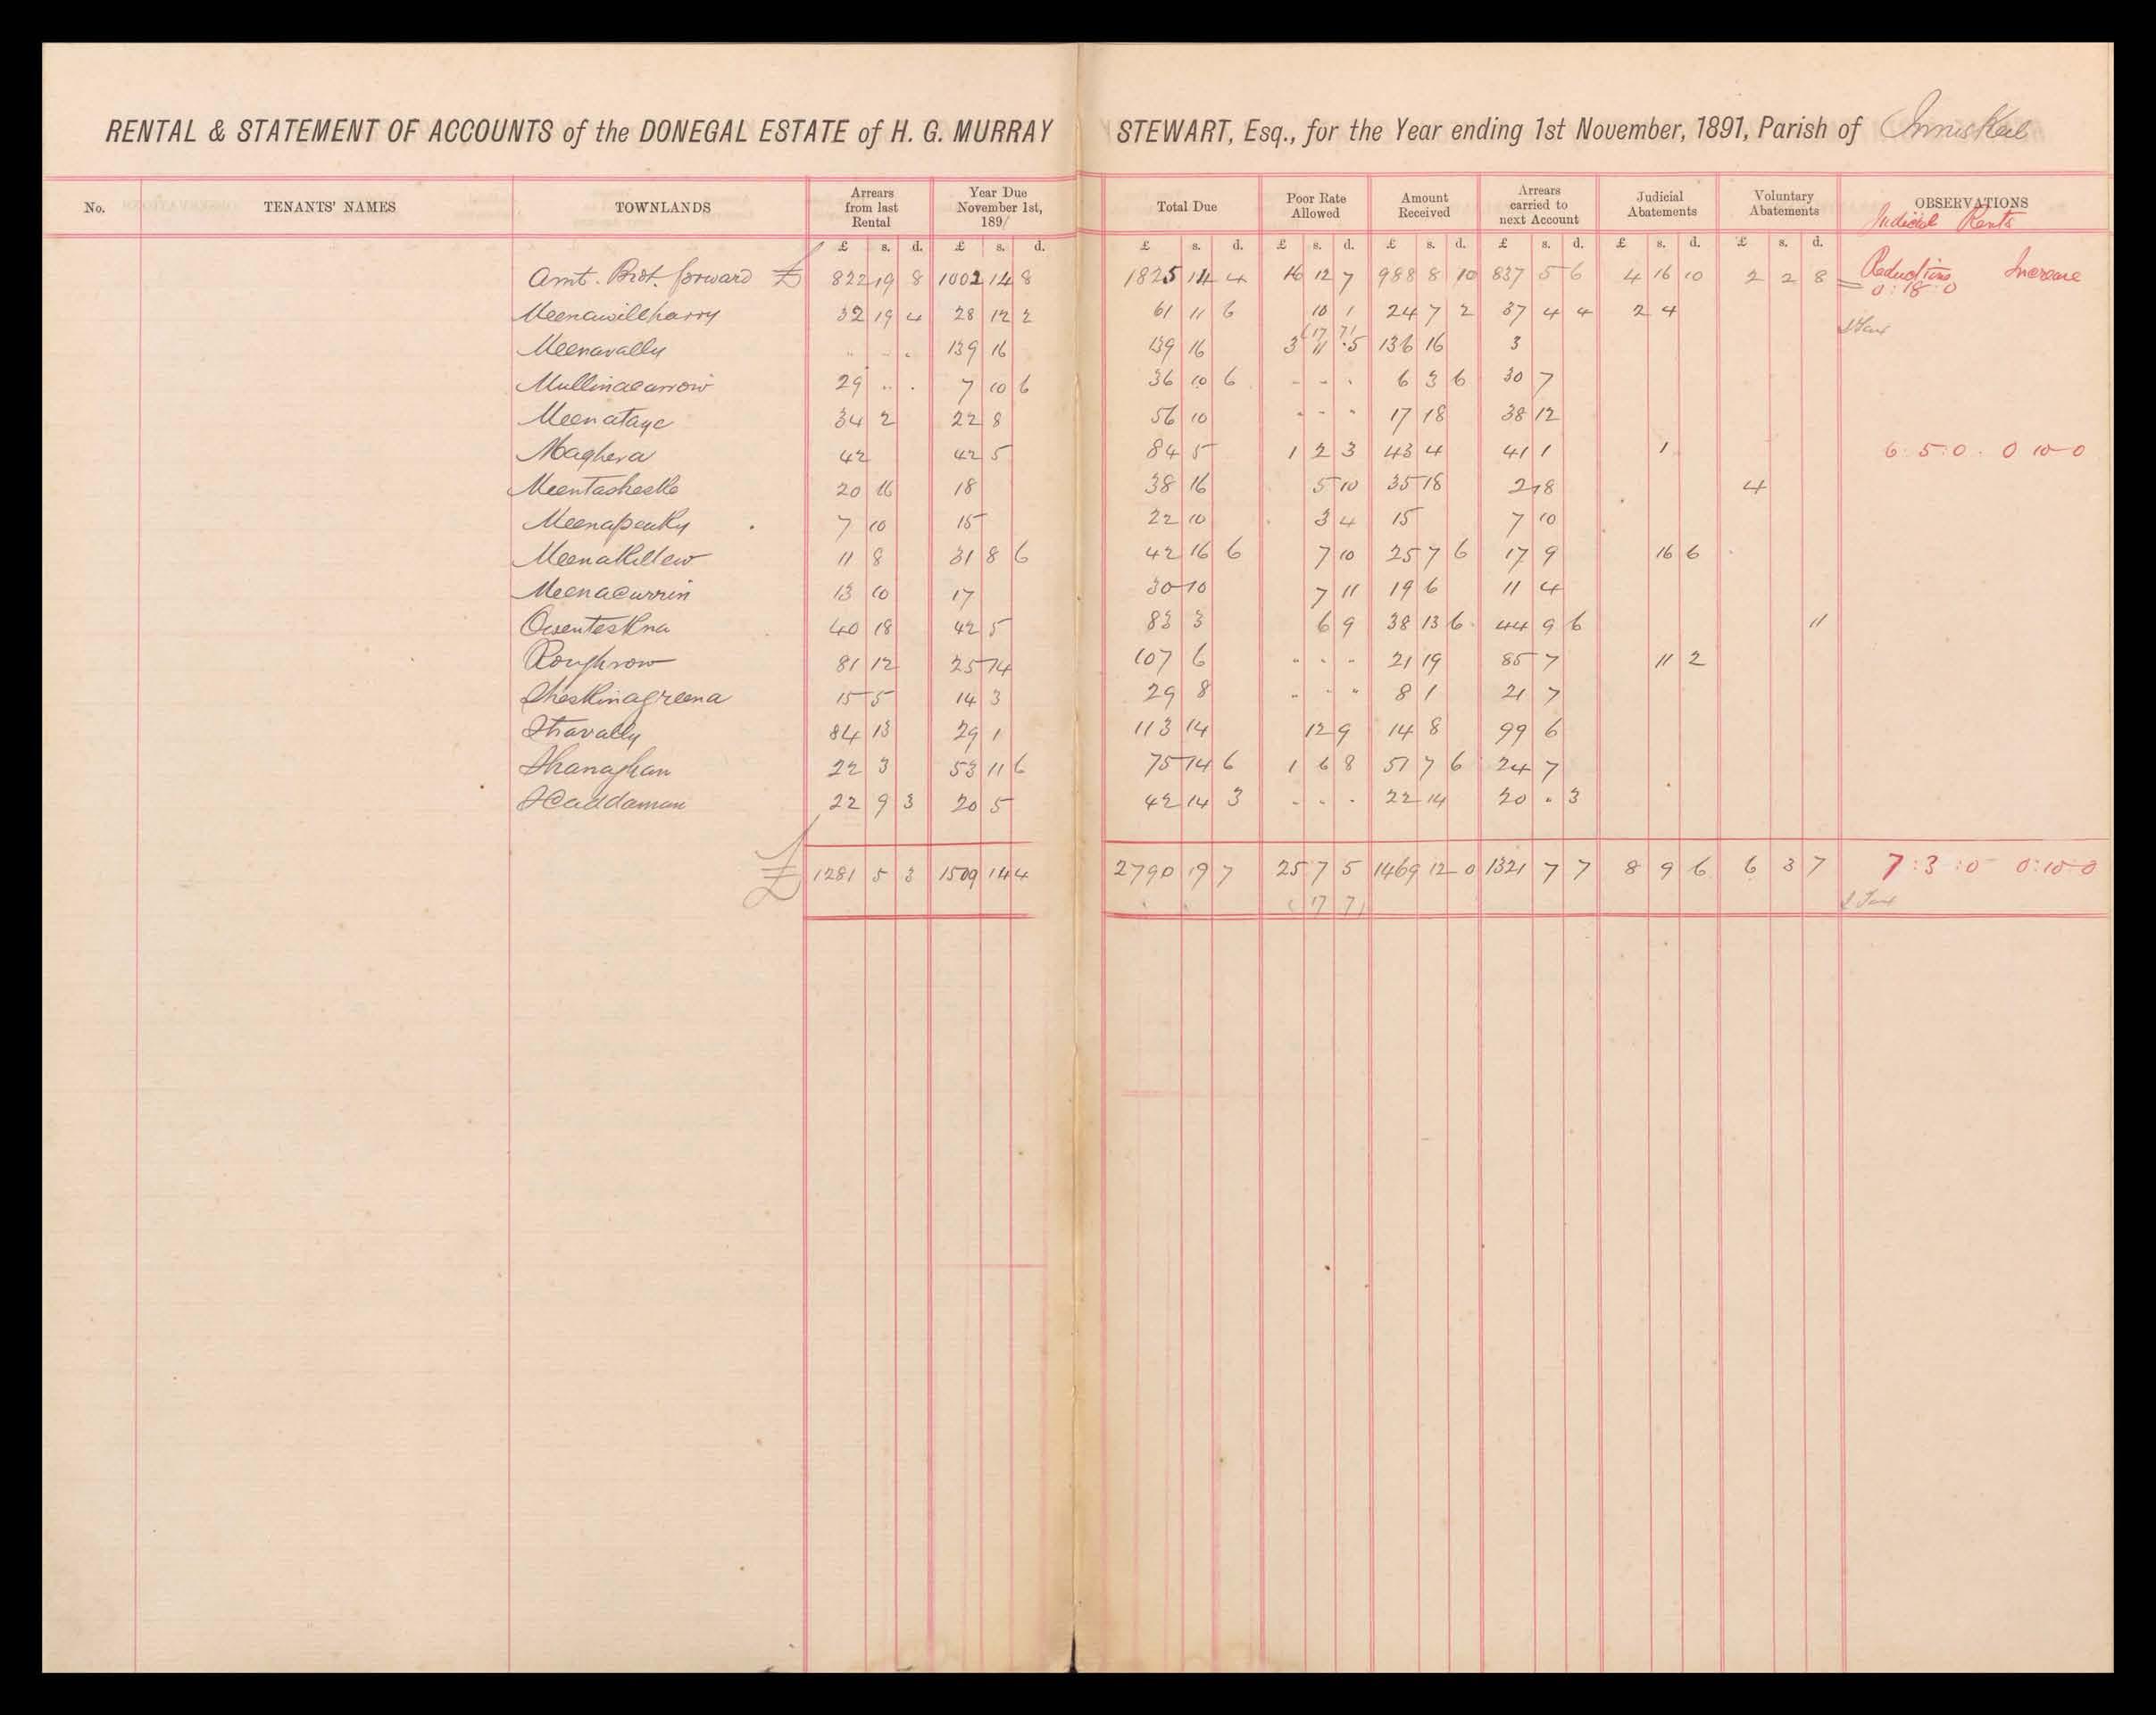 RENTAL & STATEMENT OF ACCOUNTS of the DONEGAL ESTATE of H. G. MURRAY STEWART, Esq., for the Year ending 1st November, 1891, Parish of Inniskeel
No. TENANTS' NAMES TOWNLANDS Arrears from last Rental Year Due November 1st, 1891 Total Due Poor Rate Allowed Amount Received Arrears carried to next Account Judicial Abatements Voluntary Abatements OBSERVATIONS
Judicial Rents
£ s. d. £ s. d. £ s. d. £ s. d. £ s. d. £ s. d. £ s. d. £ s. d.
Amt. Brot. forward £ 822 19 8 1002 14 8 1825 14 4 16 12 7 988 8 10 837 5 6 4 16 10 2 2 8 Reductions Increase
0:18:0
Meenawillharry 32 19 4 28 12 2 61 11 6 10 1 24 7 2 37 4 4 2 4
(17 7)
Meenavally .. . . 139 16 139 16 3 11 5 136 16 3
Mullinacarrow 29 .. . 7 10 6 36 10 6 - - . 6 3 6 30 7
Meenataye 34 2 22 8 56 10 - - - 17 18 38 12
Maghera 42 42 5 84 5 1 2 3 43 4 41 1 1 6:5:0. 0 10 0
Meentasheske 20 16 18 38 16 5 10 35 18 2 18 4
Meenapeaky 7 10 15 22 10 3 4 15 7 10
Meenakillew 11 8 31 8 6 42 16 6 7 10 25 7 6 17 9 16 6
Meenacurrin 13 10 17 30 10 7 11 19 6 11 4
Owenteskna 40 18 42 5 83 3 6 9 38 13 6 44 9 6 11
Roughrow 81 12 25 14 107 6 - - - 21 19 85 7 11 2
Sheskinagreena 15 5 14 3 29 8 .. . .. 8 1 21 7
Stravally 84 13 29 1 113 14 12 9 14 8 99 6
Shanaghan 22 3 53 11 6 75 14 6 1 6 8 51 7 6 24 7
Scaddaman 22 9 3 20 5 42 14 3 - - . 22 14 20 . 3
£ 1281 5 3 1509 14 4 2790 19 7 25 7 5 1469 12 0 1321 7 7 8 9 6 6 3 7 7:3:0 0:10 0
(17 7)